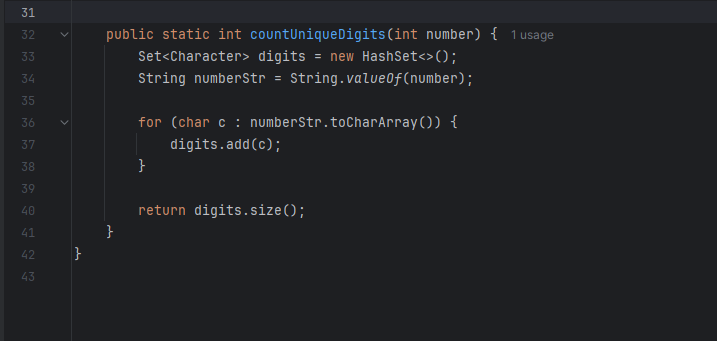 31
32 public static int countUniqueDigits(int number) { 1 usage
33 Set<Character> digits = new HashSet<>();
34 String numberStr = String.valueOf(number);
35
36 for (char c : numberStr.toCharArray()) {
37 digits.add(c);
38 }
39
40 return digits.size();
41 }
42 }
43